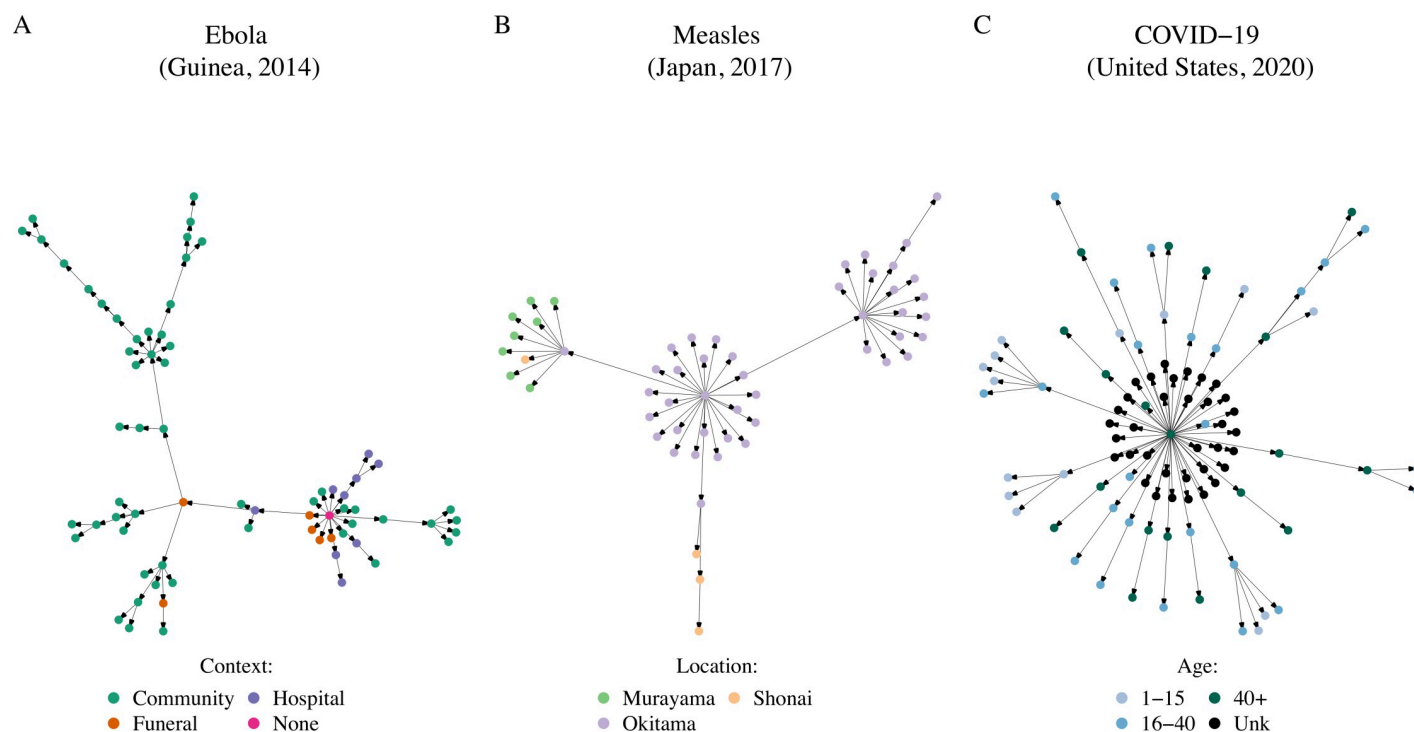 A
Ebola
(Guinea, 2014)
B
Measles
(Japan, 2017)
C
COVID−19
(United States, 2020)
Context:
Community
Hospital
Funeral
None
Location:
Murayama
Shonai
Okitama
Age:
1−15
40+
16−40
Unk